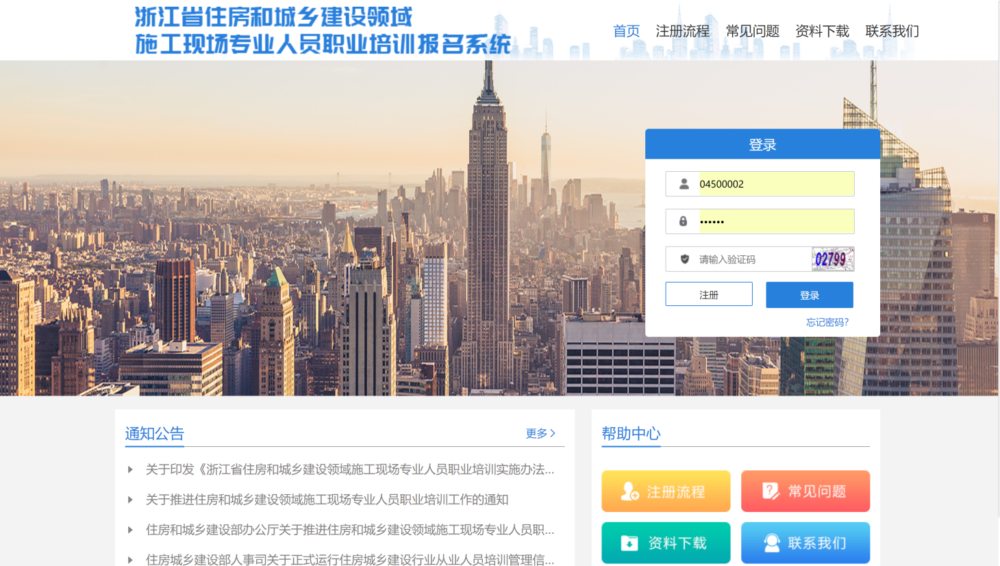 浙江省住房和城乡建设领域
施工现场专业人员职业培训报名系统
首页 注册流程 常见问题 资料下载 联系我们
登录
04500002
••••••
请输入验证码 02799
注册 登录
忘记密码?
通知公告 更多
关于印发《浙江省住房和城乡建设领域施工现场专业人员职业培训实施办法...
关于推进住房和城乡建设领域施工现场专业人员职业培训工作的通知
住房和城乡建设部办公厅关于推进住房和城乡建设领域施工现场专业人员职...
住房城乡建设部人事司关于正式运行住房城乡建设行业从业人员培训管理信...
帮助中心
注册流程 常见问题
资料下载 联系我们